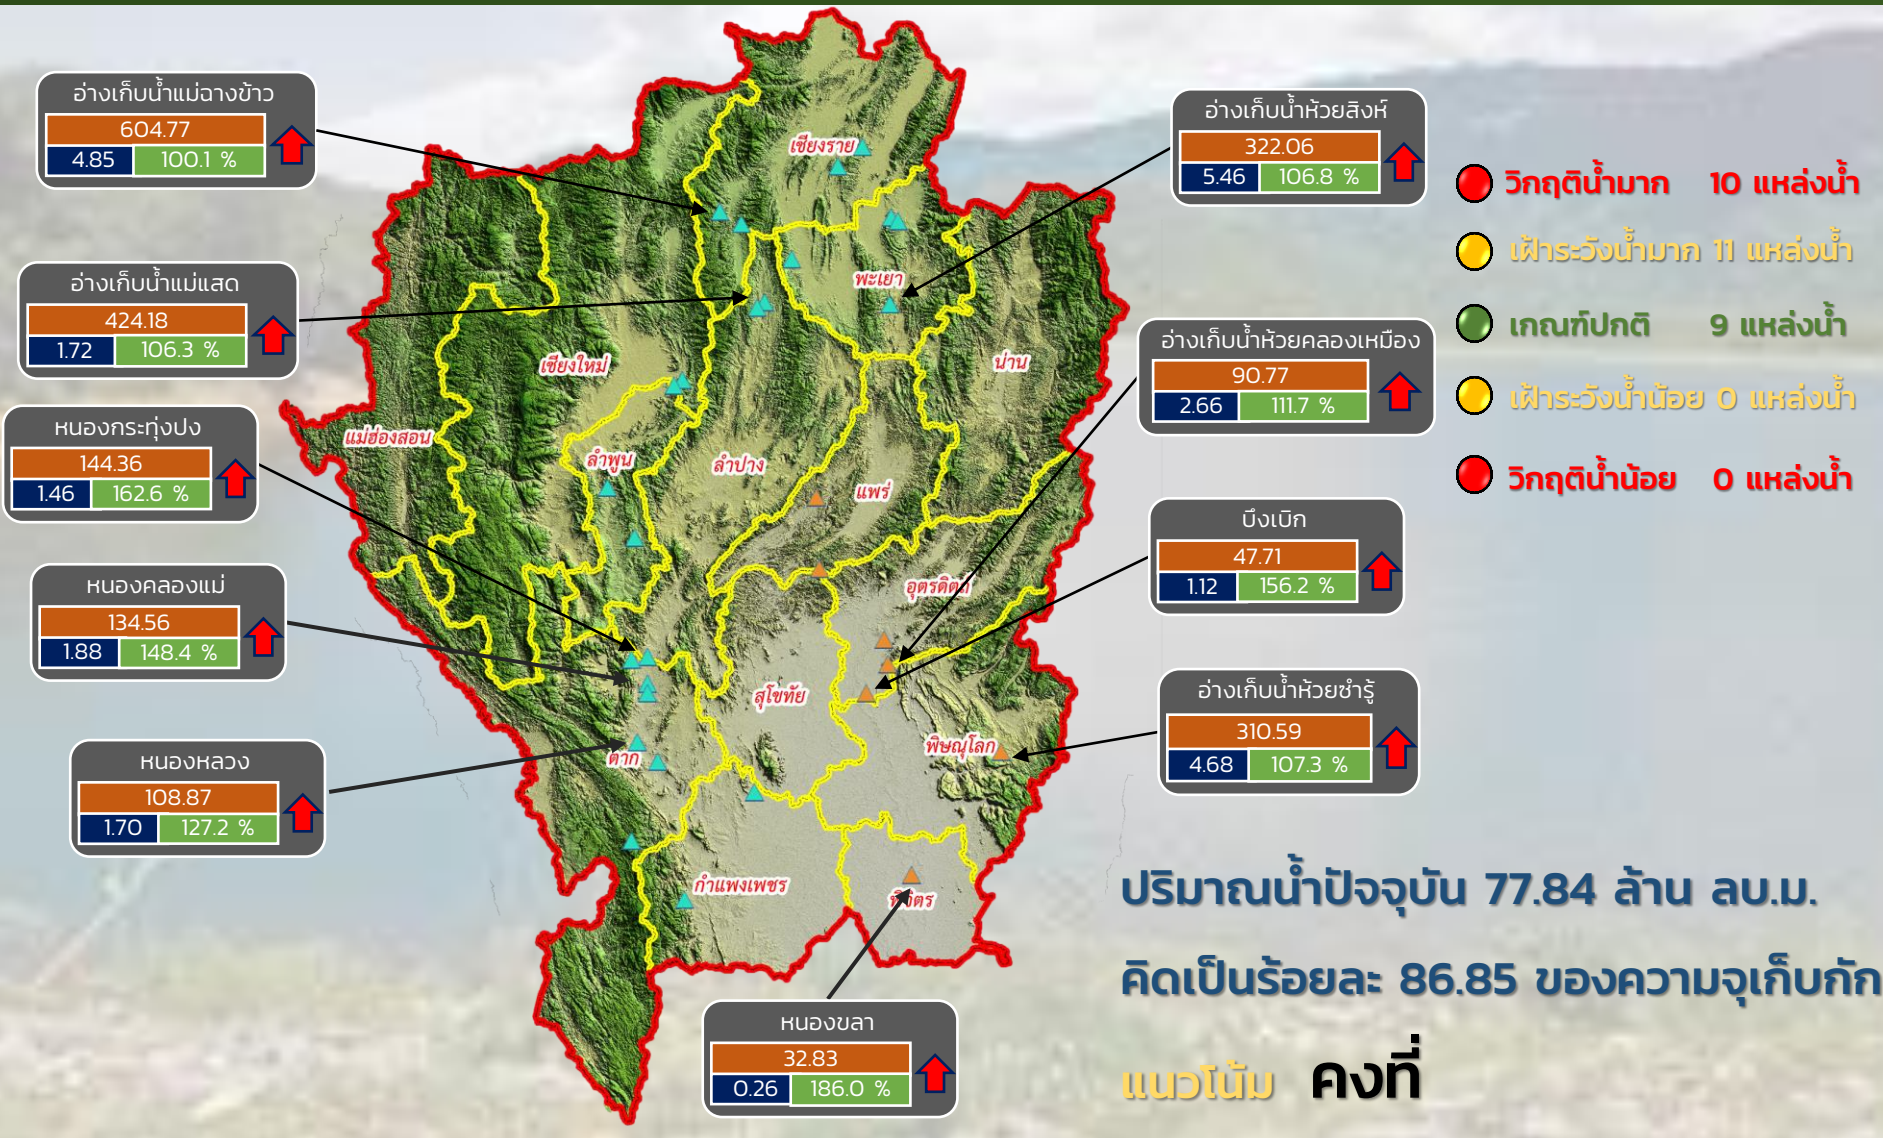 อ่างเก็บน้ำแม่ฉางข้าว
604.77
4.85 100.1 %
อ่างเก็บน้ำแม่แสด
424.18
1.72 106.3 %
หนองกระทุ่งปง
144.36
1.46 162.6 %
หนองคลองแม่
134.56
1.88 148.4 %
หนองหลวง
108.87
1.70 127.2 %
เชียงราย
พะเยา
น่าน
เชียงใหม่
แม่ฮ่องสอน
ลำพูน
ลำปาง
แพร่
อุตรดิตถ์
สุโขทัย
ตาก
พิษณุโลก
กำแพงเพชร
พิจิตร
หนองขลา
32.83
0.26 186.0 %
อ่างเก็บน้ำห้วยสิงห์
322.06
5.46 106.8 %
อ่างเก็บน้ำห้วยคลองเหมือง
90.77
2.66 111.7 %
บึงเบิก
47.71
1.12 156.2 %
อ่างเก็บน้ำห้วยซำรู้
310.59
4.68 107.3 %
วิกฤติน้ำมาก 10 แหล่งน้ำ
เฝ้าระวังน้ำมาก 11 แหล่งน้ำ
เกณฑ์ปกติ 9 แหล่งน้ำ
เฝ้าระวังน้ำน้อย 0 แหล่งน้ำ
วิกฤติน้ำน้อย 0 แหล่งน้ำ
ปริมาณน้ำปัจจุบัน 77.84 ล้าน ลบ.ม.
คิดเป็นร้อยละ 86.85 ของความจุเก็บกัก
แนวโน้ม คงที่